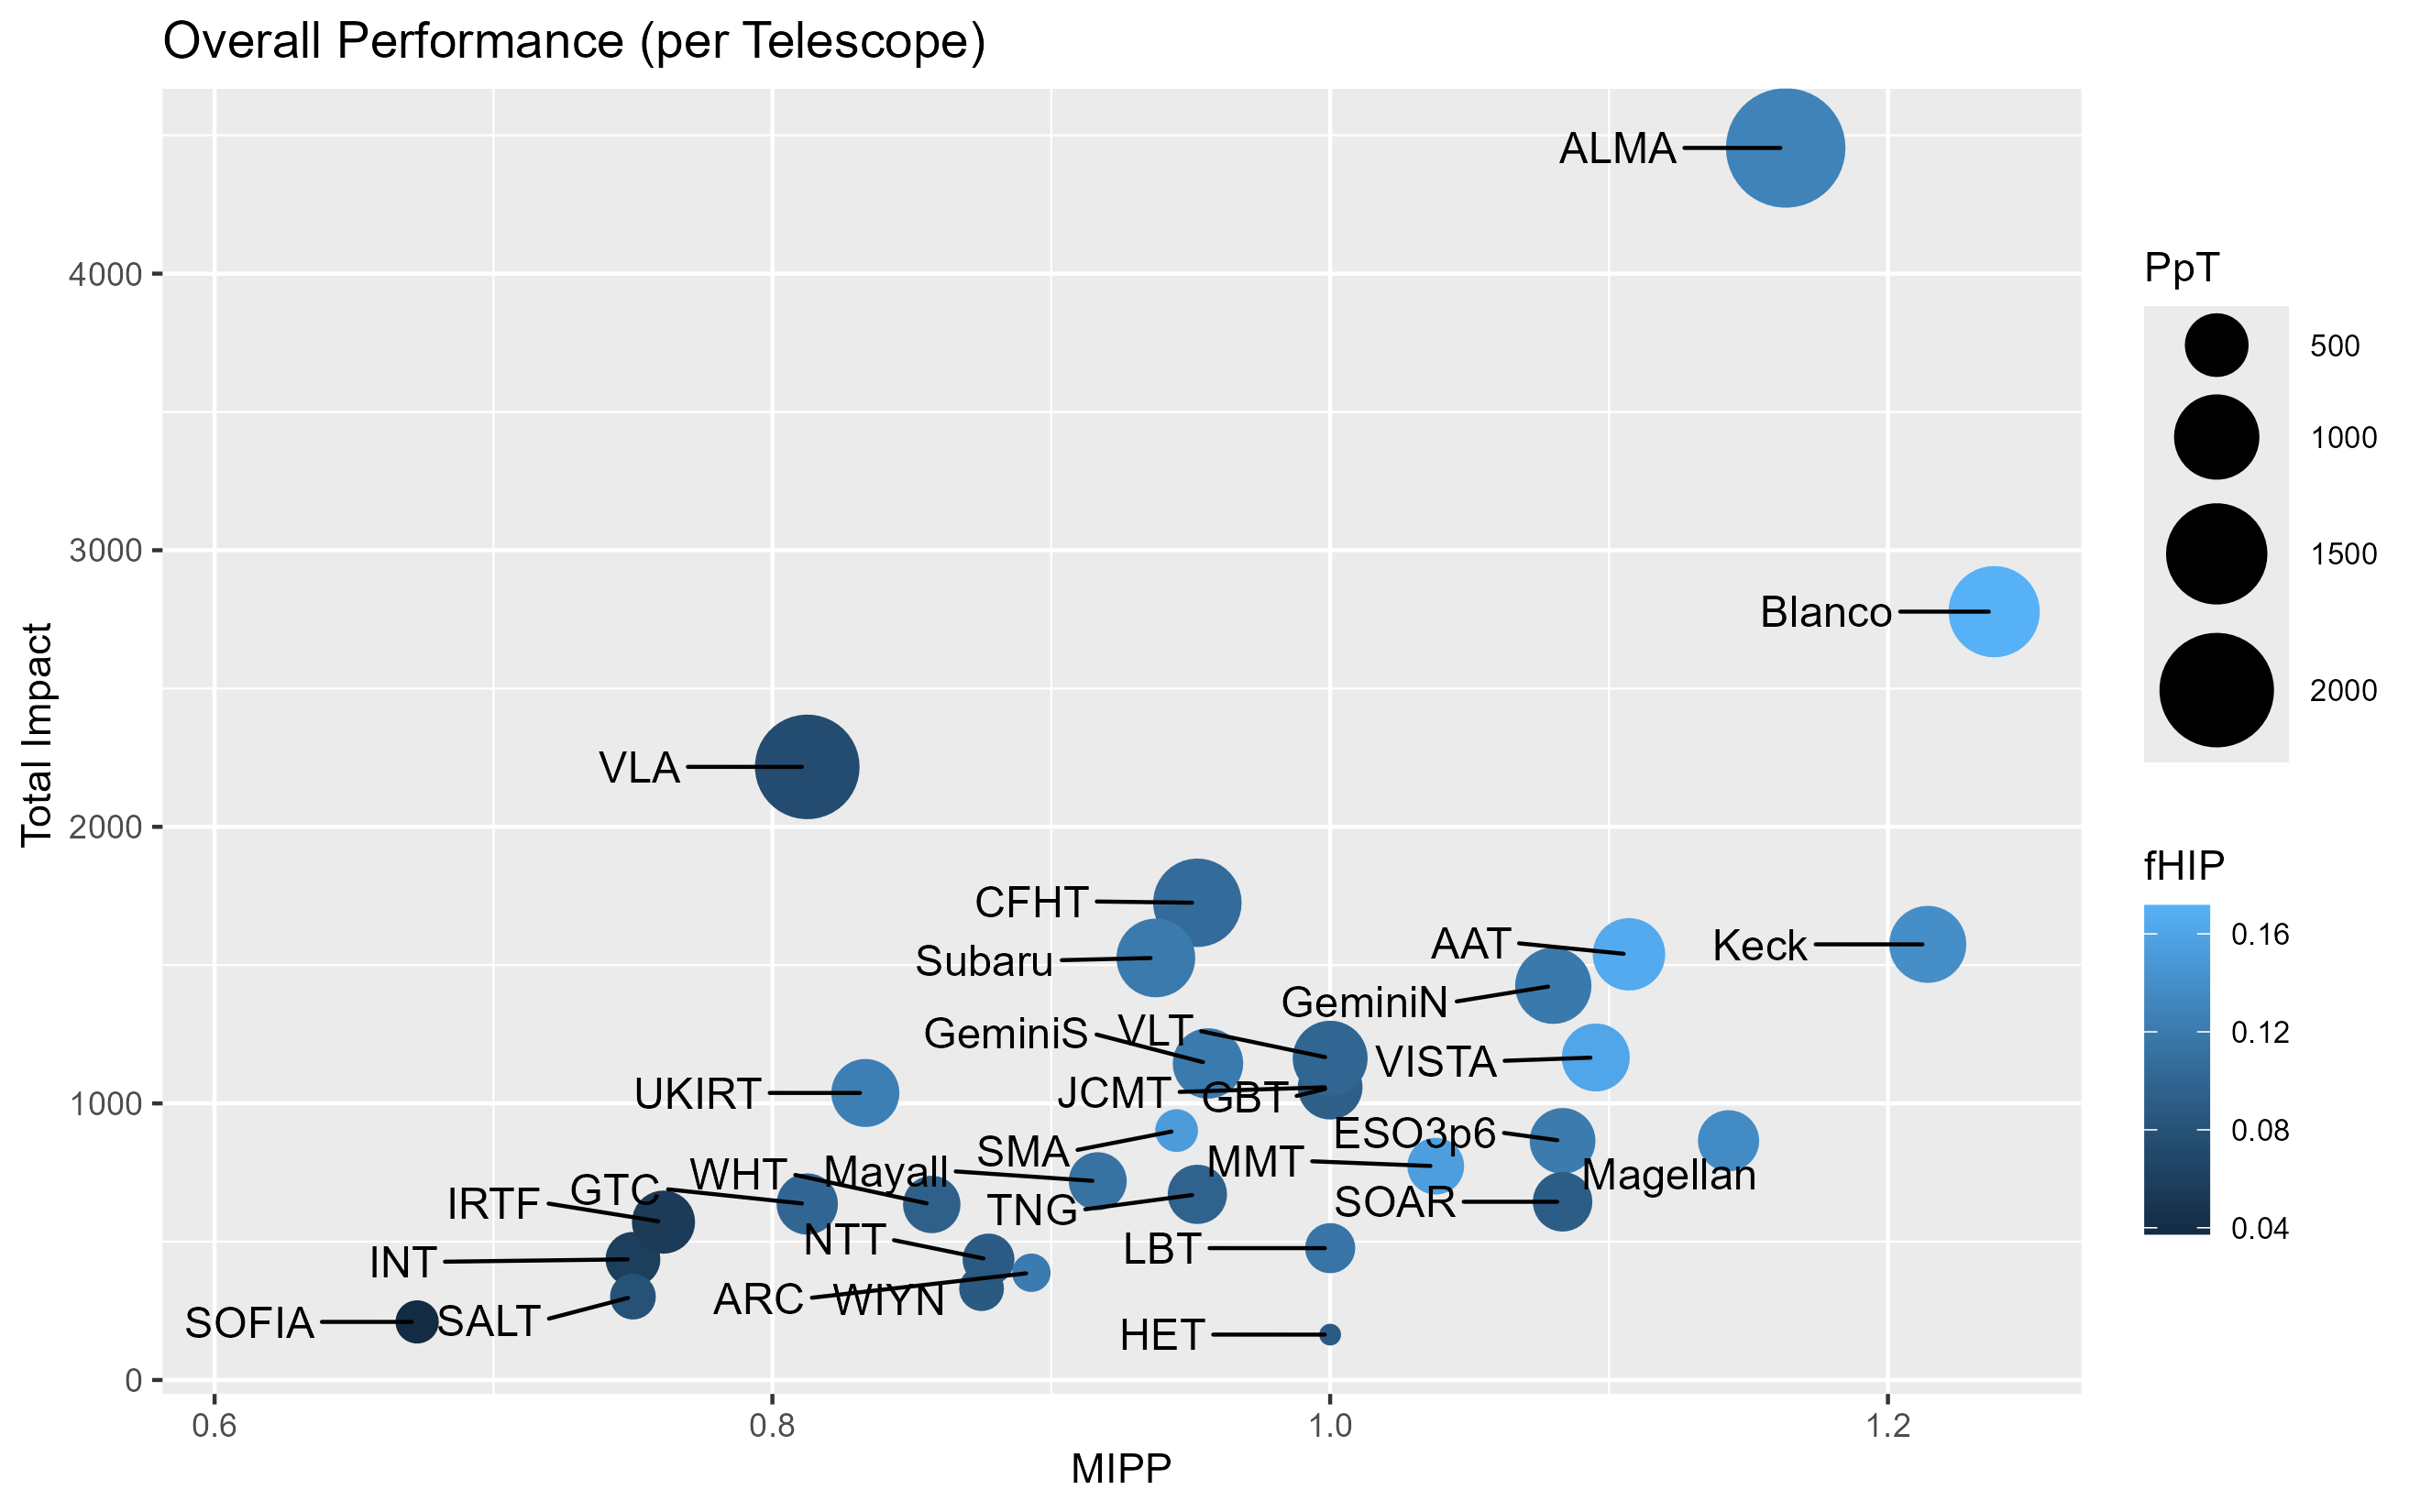 Overall Performance (per Telescope)
ALMA
4000
3000
Blanco
VLA
2000
CFHT
Subaru
AAT
Keck
GeminiN
GeminiS
VLT
VISTA
UKIRT
JCMT
GBT
1000
ESO3p6
SMA
MMT
Mayall
WHT
Magellan
GTC
IRTF
TNG
SOAR
NTT
LBT
INT
ARC
WIYN
SALT
SOFIA
HET
0
0.6
0.8
1.0
1.2
MIPP
Total Impact
PpT
500
1000
1500
2000
fHIP
0.16
0.12
0.08
0.04